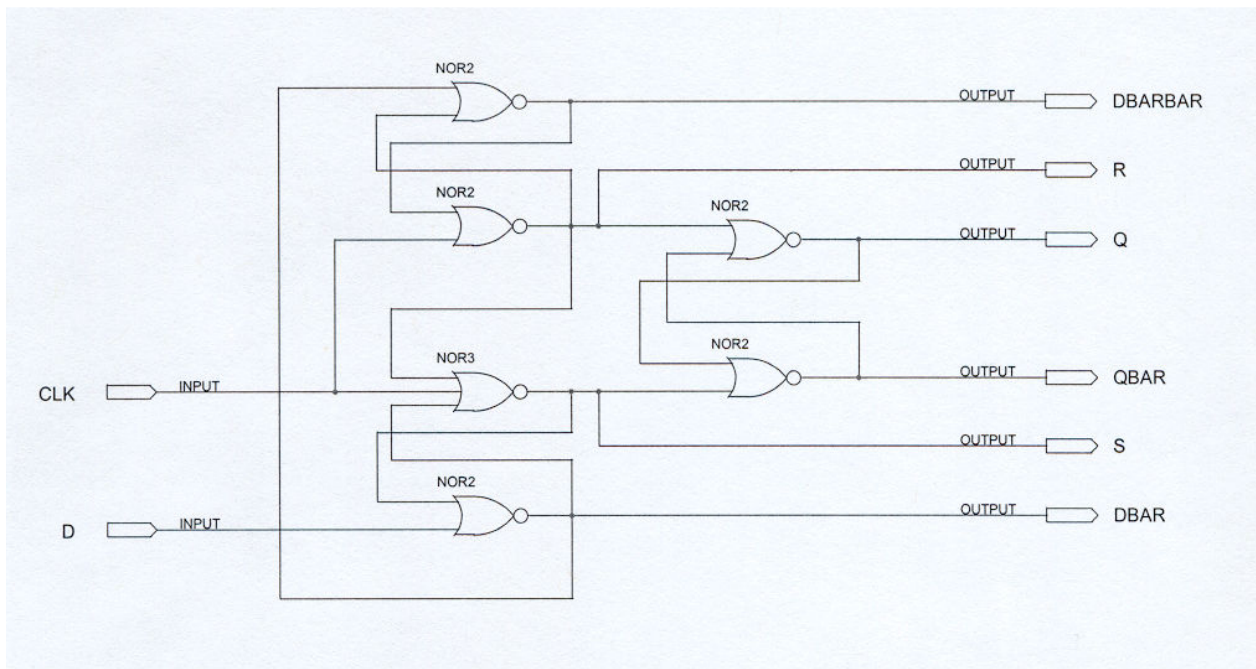 NOR2
OUTPUT DBARBAR
OUTPUT R
NOR2
NOR2
OUTPUT Q
NOR3
NOR2
CLK INPUT
OUTPUT QBAR
OUTPUT S
NOR2
D INPUT
OUTPUT DBAR